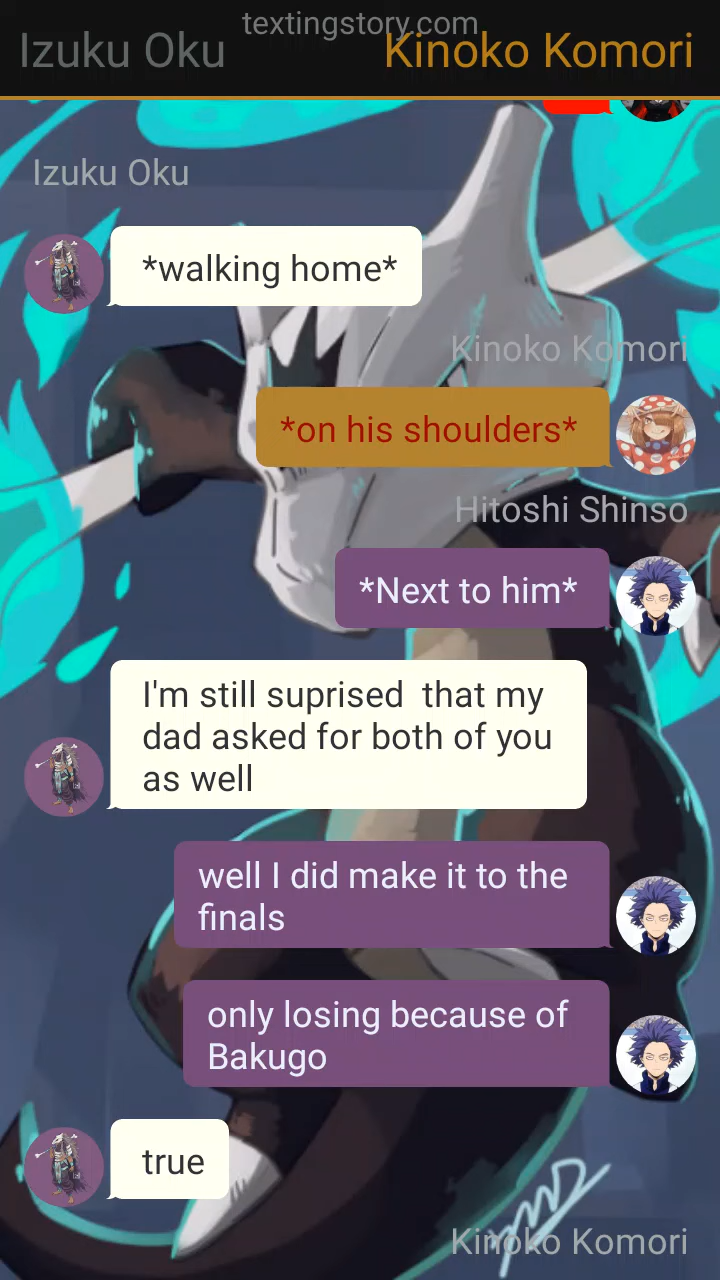 textingstory.com
Izuku Oku
Kinoko Komori
Izuku Oku
*walking home*
Kinoko Komori
*on his shoulders*
Hitoshi Shinso
*Next to him*
I'm still suprised  that my
dad asked for both of you
as well
well I did make it to the
finals
only losing because of
Bakugo
true
Kinoko Komori